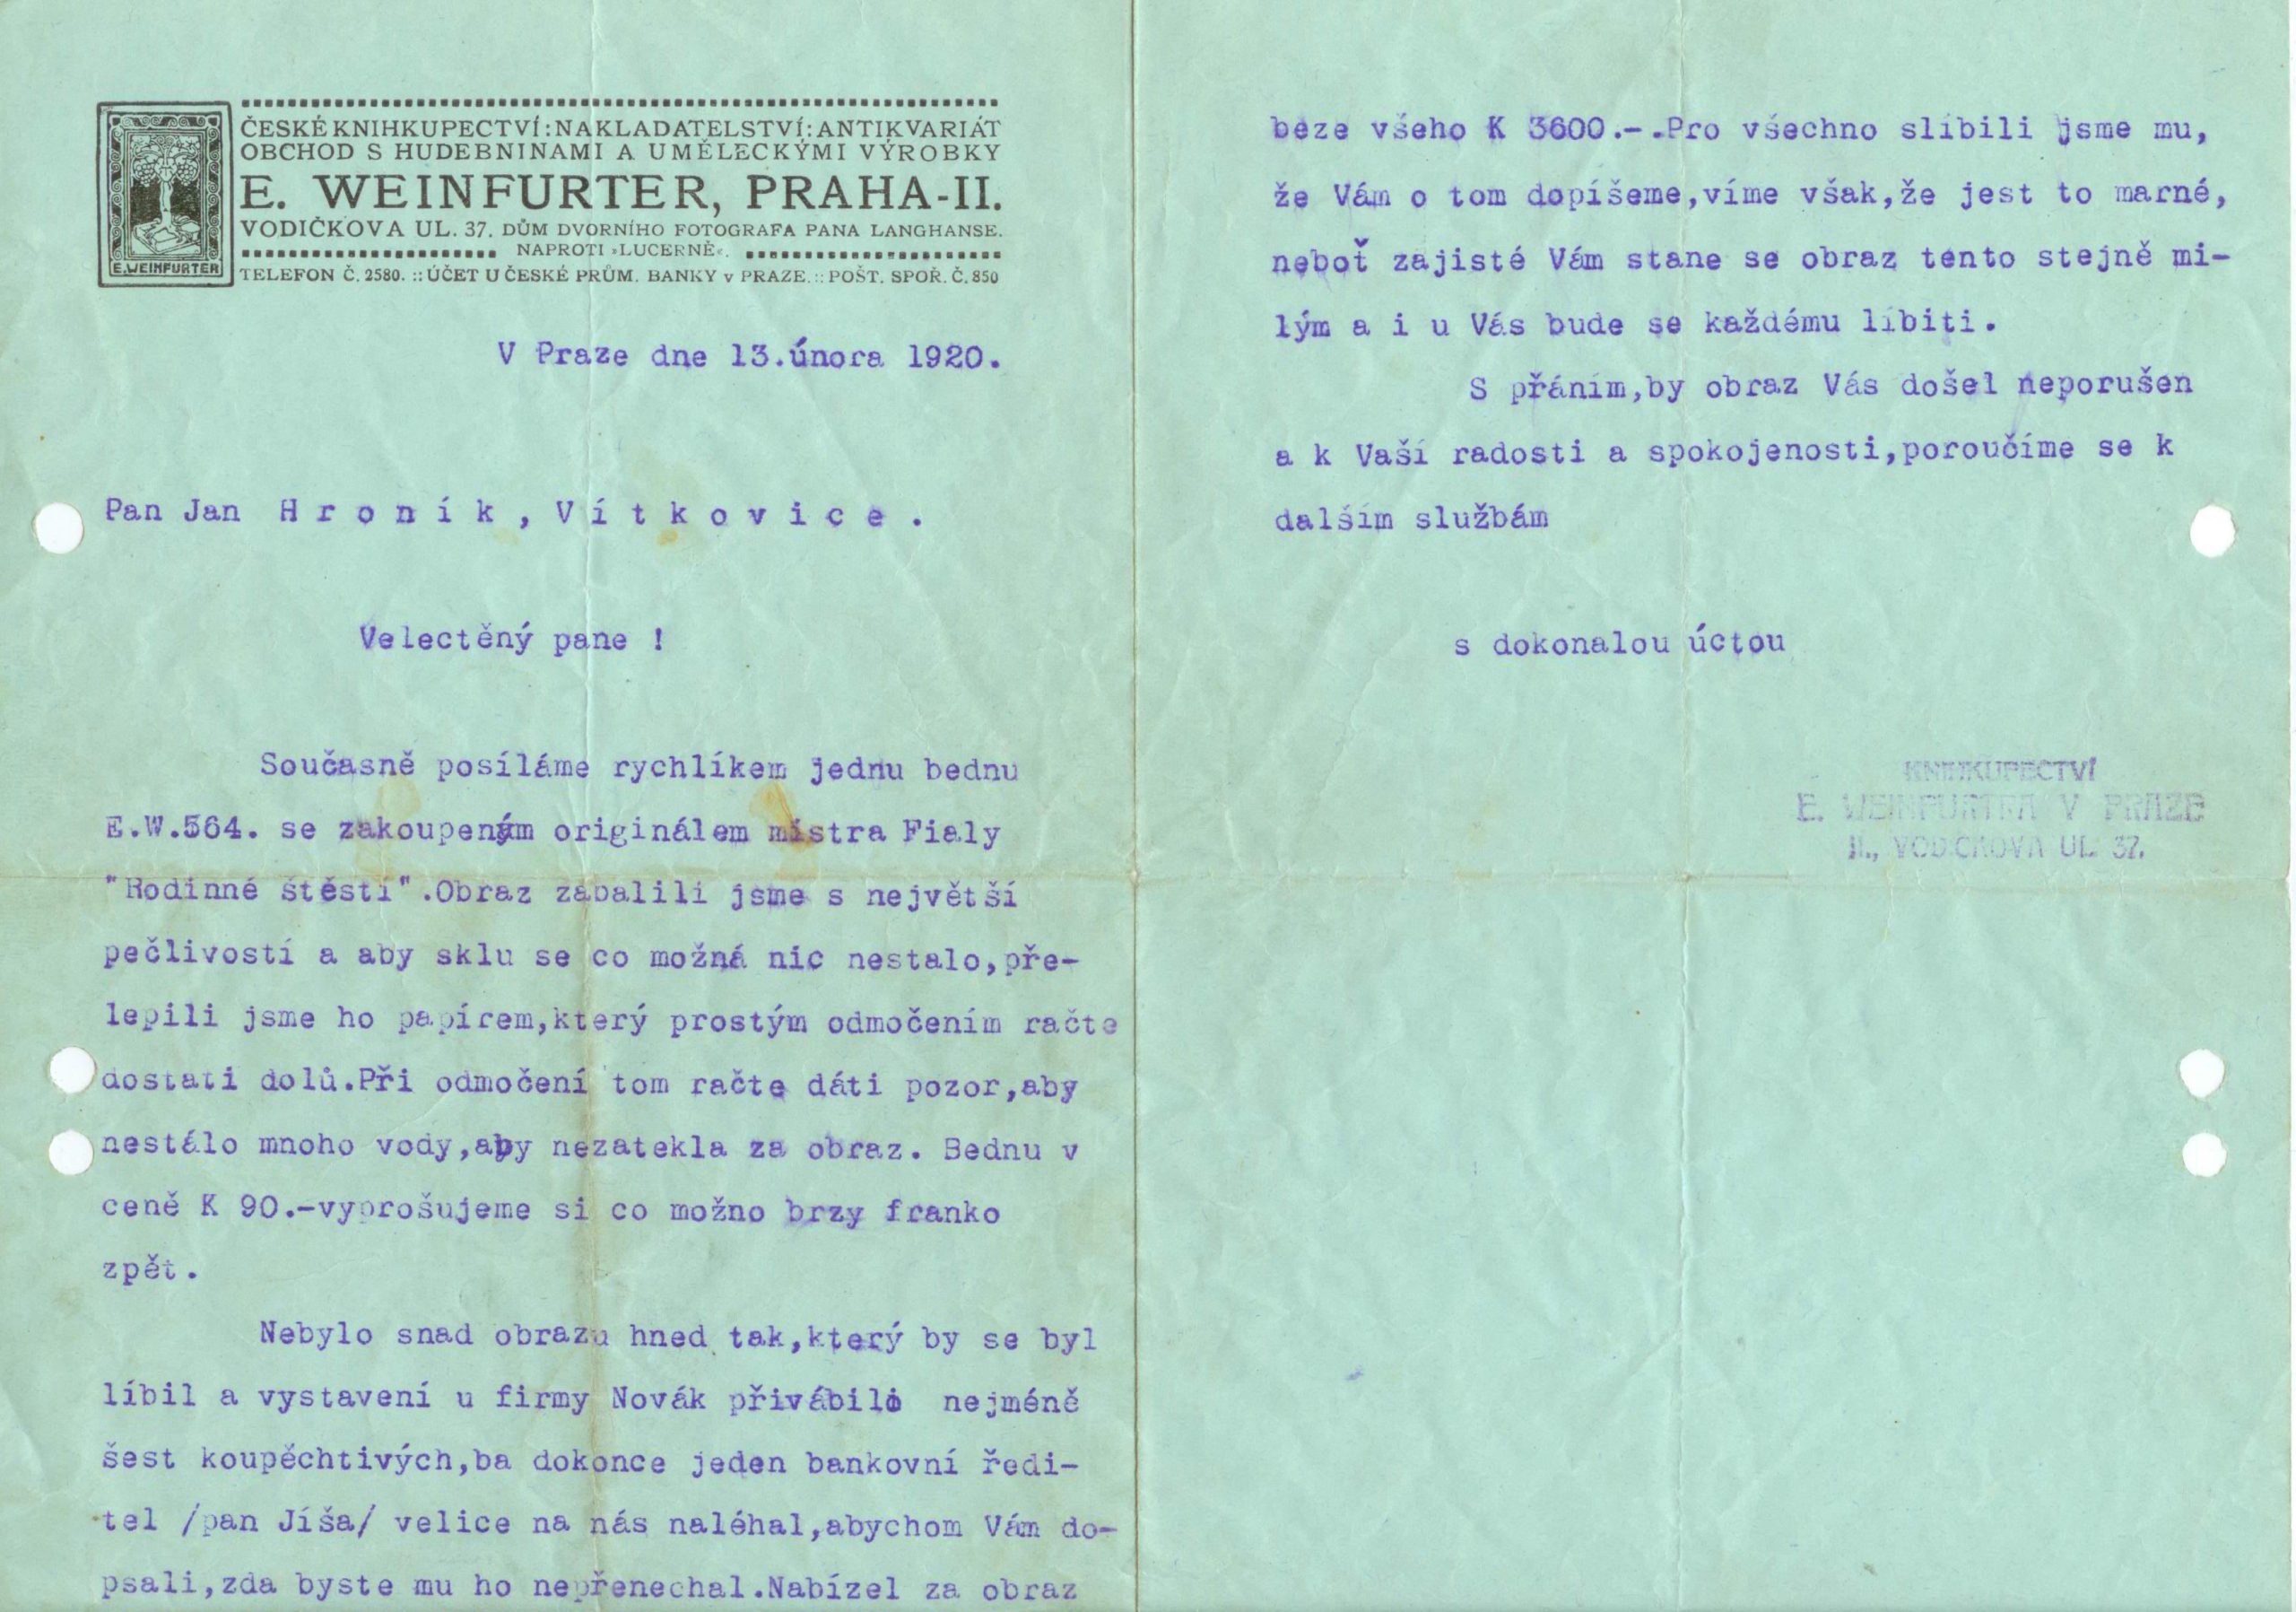 ČESKÉ KNIHKUPECTVÍ : NAKLADATELSTVÍ : ANTIKVARIÁT
OBCHOD S HUDEBNINAMI A UMĚLECKÝMI VÝROBKY
E. WEINFURTER, PRAHA-II.
VODIČKOVA UL. 37. DŮM DVORNÍHO FOTOGRAFA PANA LANGHANSE.
NAPROTI »LUCERNĚ«.
E.WEINFURTER
TELEFON Č. 2580. :: ÚČET U ČESKÉ PRŮM. BANKY v PRAZE. :: POŠT. SPOŘ. Č. 850
V Praze dne 13.února 1920.
Pan Jan Hroník, Vítkovice.
Velectěný pane !
Současně posíláme rychlíkem jednu bednu
E.W.564. se zakoupeným originálem mistra Fialy
"Rodinné štěstí".Obraz zabalili jsme s největší
pečlivostí a aby sklu se co možná nic nestalo,pře-
lepili jsme ho papírem,který prostým odmočením račte
dostati dolů.Při odmočení tom račte dáti pozor,aby
nestálo mnoho vody,aby nezatekla za obraz. Bednu v
ceně K 90.-vyprošujeme si co možno brzy franko
zpět.
Nebylo snad obrazu hned tak,který by se byl
líbil a vystavení u firmy Novák přivábilo nejméně
šest koupěchtivých,ba dokonce jeden bankovní ředi-
tel /pan Jíša/ velice na nás naléhal,abychom Vám do-
psali,zda byste mu ho nepřenechal.Nabízel za obraz
beze všeho K 3600.-.Pro všechno slíbili jsme mu,
že Vám o tom dopíšeme,víme však,že jest to marné,
neboť zajisté Vám stane se obraz tento stejně mi-
lým a i u Vás bude se každému líbiti.
S přáním,by obraz Vás došel neporušen
a k Vaší radosti a spokojenosti,poroučíme se k
dalším službám
s dokonalou úctou
KNIHKUPECTVÍ
E. WEINFURTRA V PRAZE
II., VODIČKOVA UL. 37.